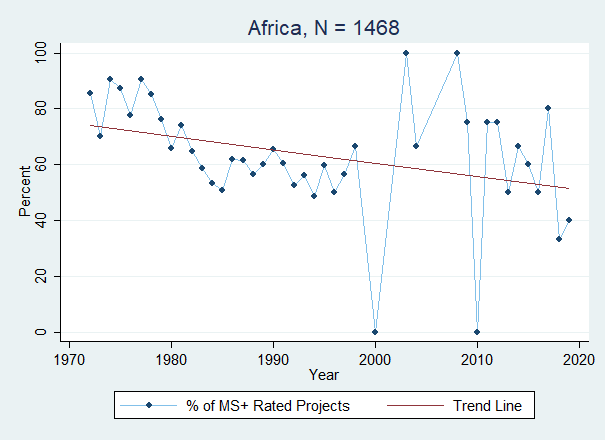 Africa, N = 1468
100
80
60
40
20
0
Percent
1970 1980 1990 2000 2010 2020
Year
% of MS+ Rated Projects Trend Line